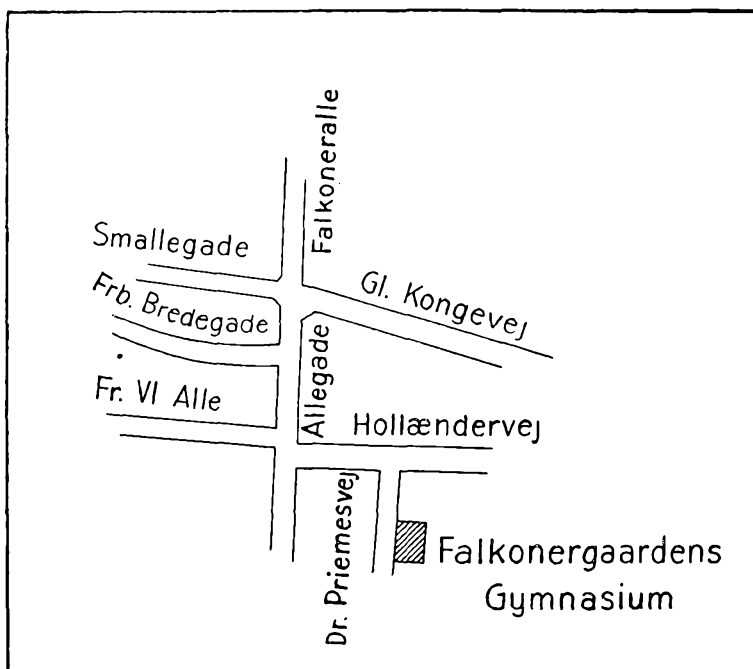 Falkoneralle
Smallegade
Gl. Kongevej
Frb. Bredegade
Allegade
Fr. VI Alle
Hollændervej
Dr. Priemesvej
Falkonergaardens
Gymnasium